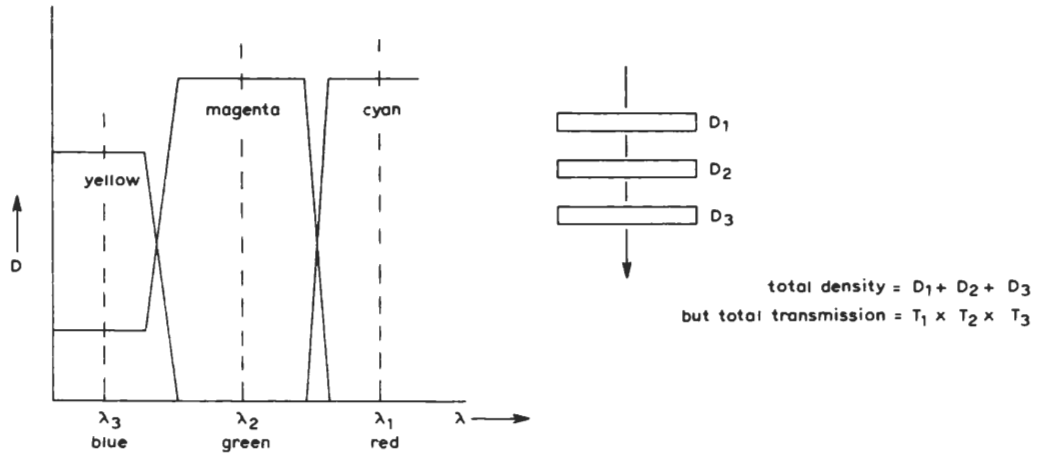 magenta
cyan
yellow
D
λ3
λ2
λ1
λ
blue
green
red
D1
D2
D3
total density = D1 + D2 + D3
but total transmission = T1 × T2 × T3